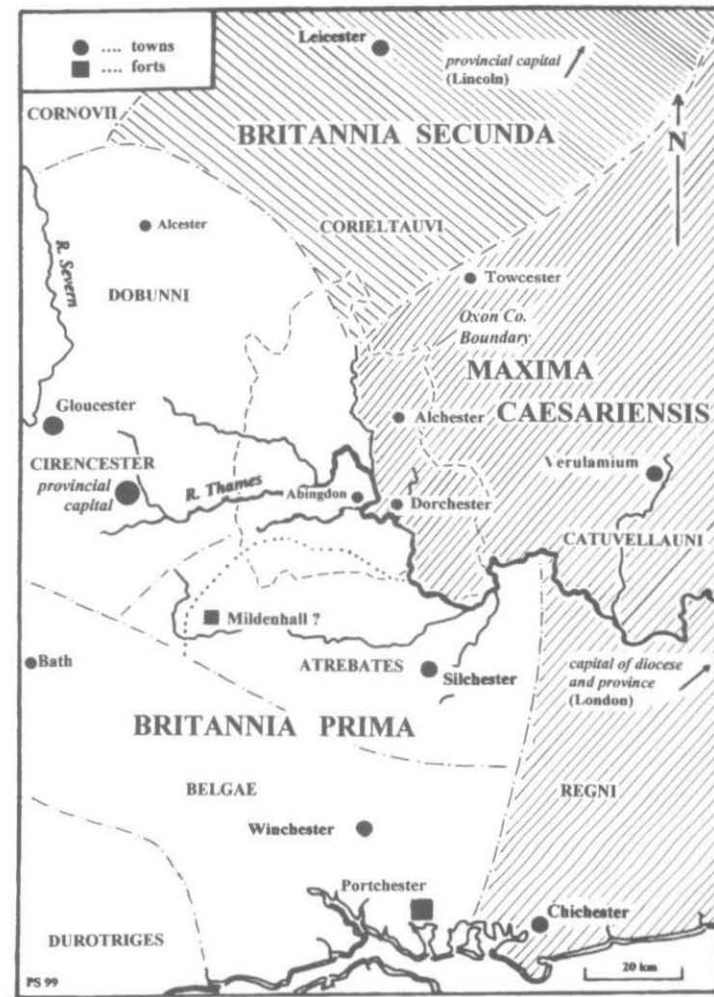 .... towns
.... forts
Leicester
provincial capital
(Lincoln)
CORNOVII
BRITANNIA SECUNDA
N
Alcester
CORIELTAUVI
R. Severn
DOBUNNI
Towcester
Oxon Co.
Boundary
MAXIMA
CAESARIENSIS
Gloucester
Alchester
CIRENCESTER
provincial
capital
Verulamium
R. Thames
Abingdon
Dorchester
CATUVELLAUNI
Mildenhall ?
Bath
ATREBATES
Silchester
capital of diocese
and province
(London)
BRITANNIA PRIMA
BELGAE
REGNI
Winchester
Portchester
Chichester
DUROTRIGES
PS 99
20 km